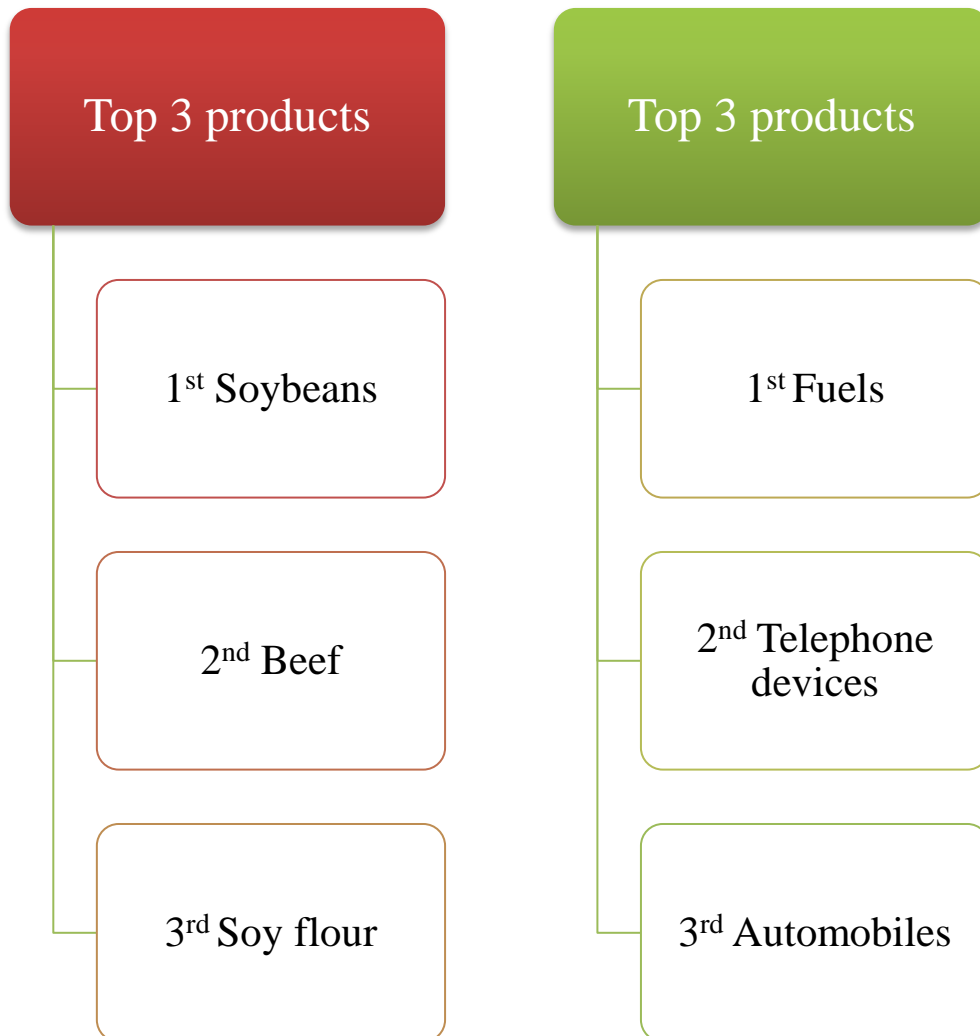 Top 3 products
1st Soybeans
2nd Beef
3rd Soy flour
Top 3 products
1st Fuels
2nd Telephone
devices
3rd Automobiles